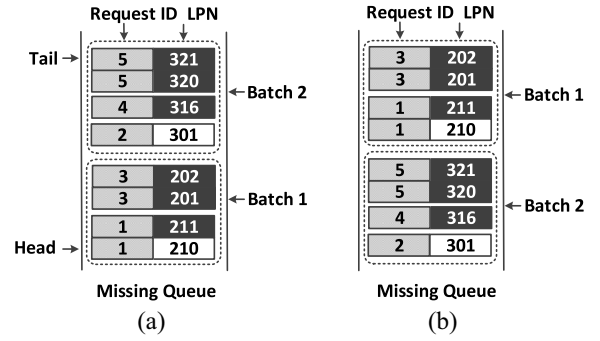 Request ID LPN
Tail
5 321
5 320
4 316
2 301
Batch 2
3 202
3 201
1 211
1 210
Batch 1
Head
Missing Queue
(a)
Request ID LPN
3 202
3 201
1 211
1 210
Batch 1
5 321
5 320
4 316
2 301
Batch 2
Missing Queue
(b)